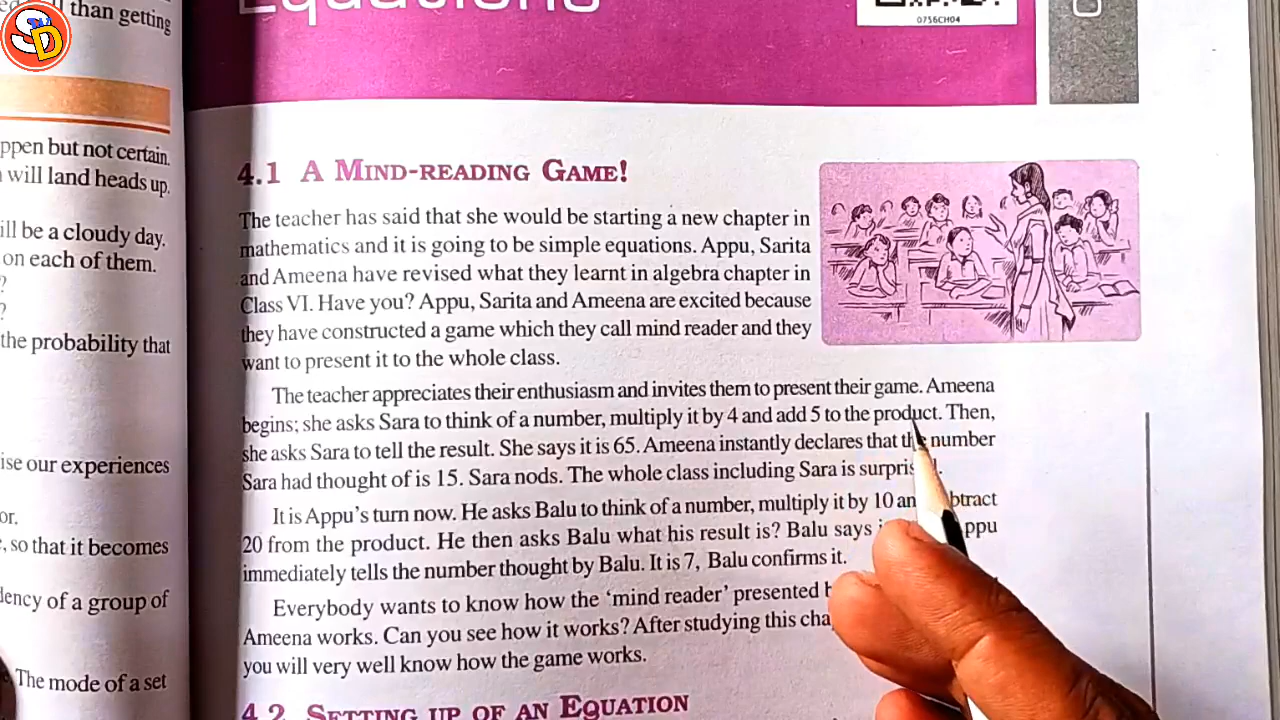 SD
than getting
ppen but not certain.
will land heads up.
ill be a cloudy day.
on each of them.
?
?
the probability that
ise our experiences
or.
, so that it becomes
dency of a group of
The mode of a set
Equations
0756CH04
4.1 A MIND-READING GAME!
The teacher has said that she would be starting a new chapter in
mathematics and it is going to be simple equations. Appu, Sarita
and Ameena have revised what they learnt in algebra chapter in
Class VI. Have you? Appu, Sarita and Ameena are excited because
they have constructed a game which they call mind reader and they
want to present it to the whole class.
The teacher appreciates their enthusiasm and invites them to present their game. Ameena
begins; she asks Sara to think of a number, multiply it by 4 and add 5 to the product. Then,
she asks Sara to tell the result. She says it is 65. Ameena instantly declares that the number
Sara had thought of is 15. Sara nods. The whole class including Sara is surpris
It is Appu's turn now. He asks Balu to think of a number, multiply it by 10 an btract
20 from the product. He then asks Balu what his result is? Balu says Appu
immediately tells the number thought by Balu. It is 7, Balu confirms it.
Everybody wants to know how the 'mind reader' presented
Ameena works. Can you see how it works? After studying this cha
you will very well know how the game works.
4.2 SETTING UP OF AN EQUATION